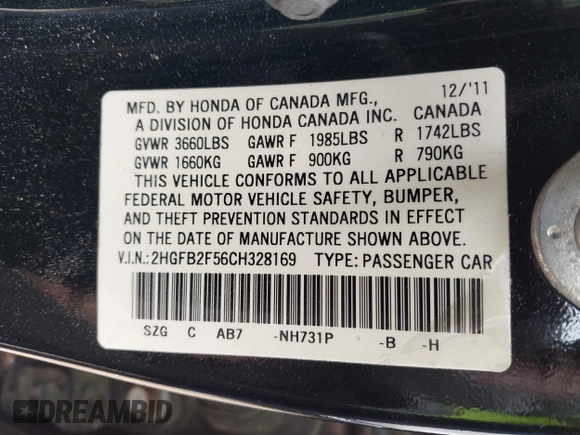 12/'11
MFD. BY HONDA OF CANADA MFG.,
A DIVISION OF HONDA CANADA INC. CANADA
GVWR 3660LBS GAWR F 1985LBS R 1742LBS
GVWR 1660KG GAWR F 900KG R 790KG
THIS VEHICLE CONFORMS TO ALL APPLICABLE
FEDERAL MOTOR VEHICLE SAFETY, BUMPER,
AND THEFT PREVENTION STANDARDS IN EFFECT
ON DATE OF MANUFACTURE SHOWN ABOVE.
V.I.N.:2HGFB2F56CH328169 TYPE:PASSENGER CAR
SZG C AB7 -NH731P -B -H
DREAMBID